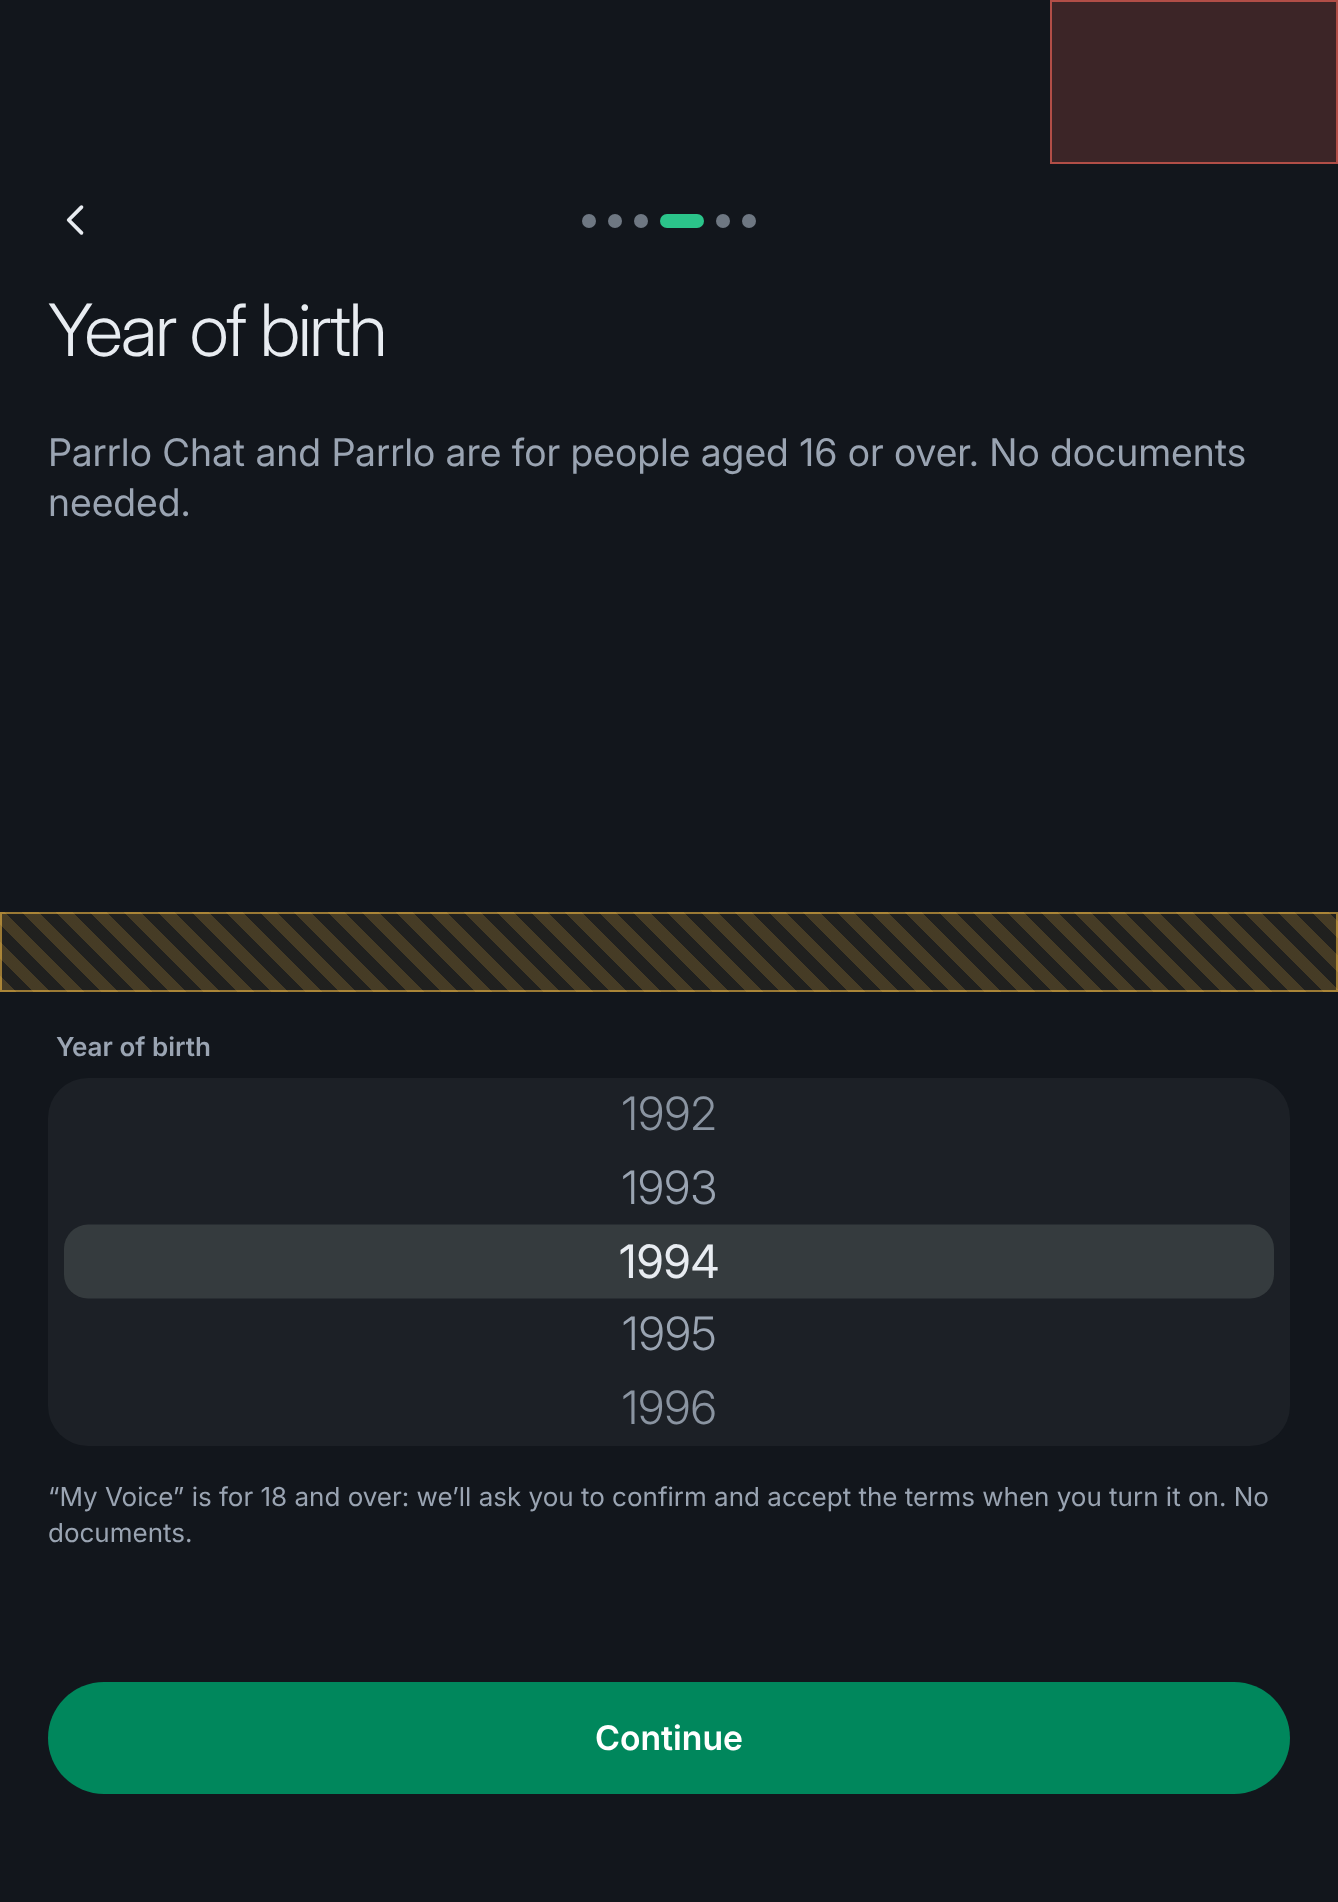 Year of birth
Parrlo Chat and Parrlo are for people aged 16 or over. No documents
needed.
Year of birth
1992
1993
1994
1995
1996
“My Voice” is for 18 and over: we’ll ask you to confirm and accept the terms when you turn it on. No
documents.
Continue